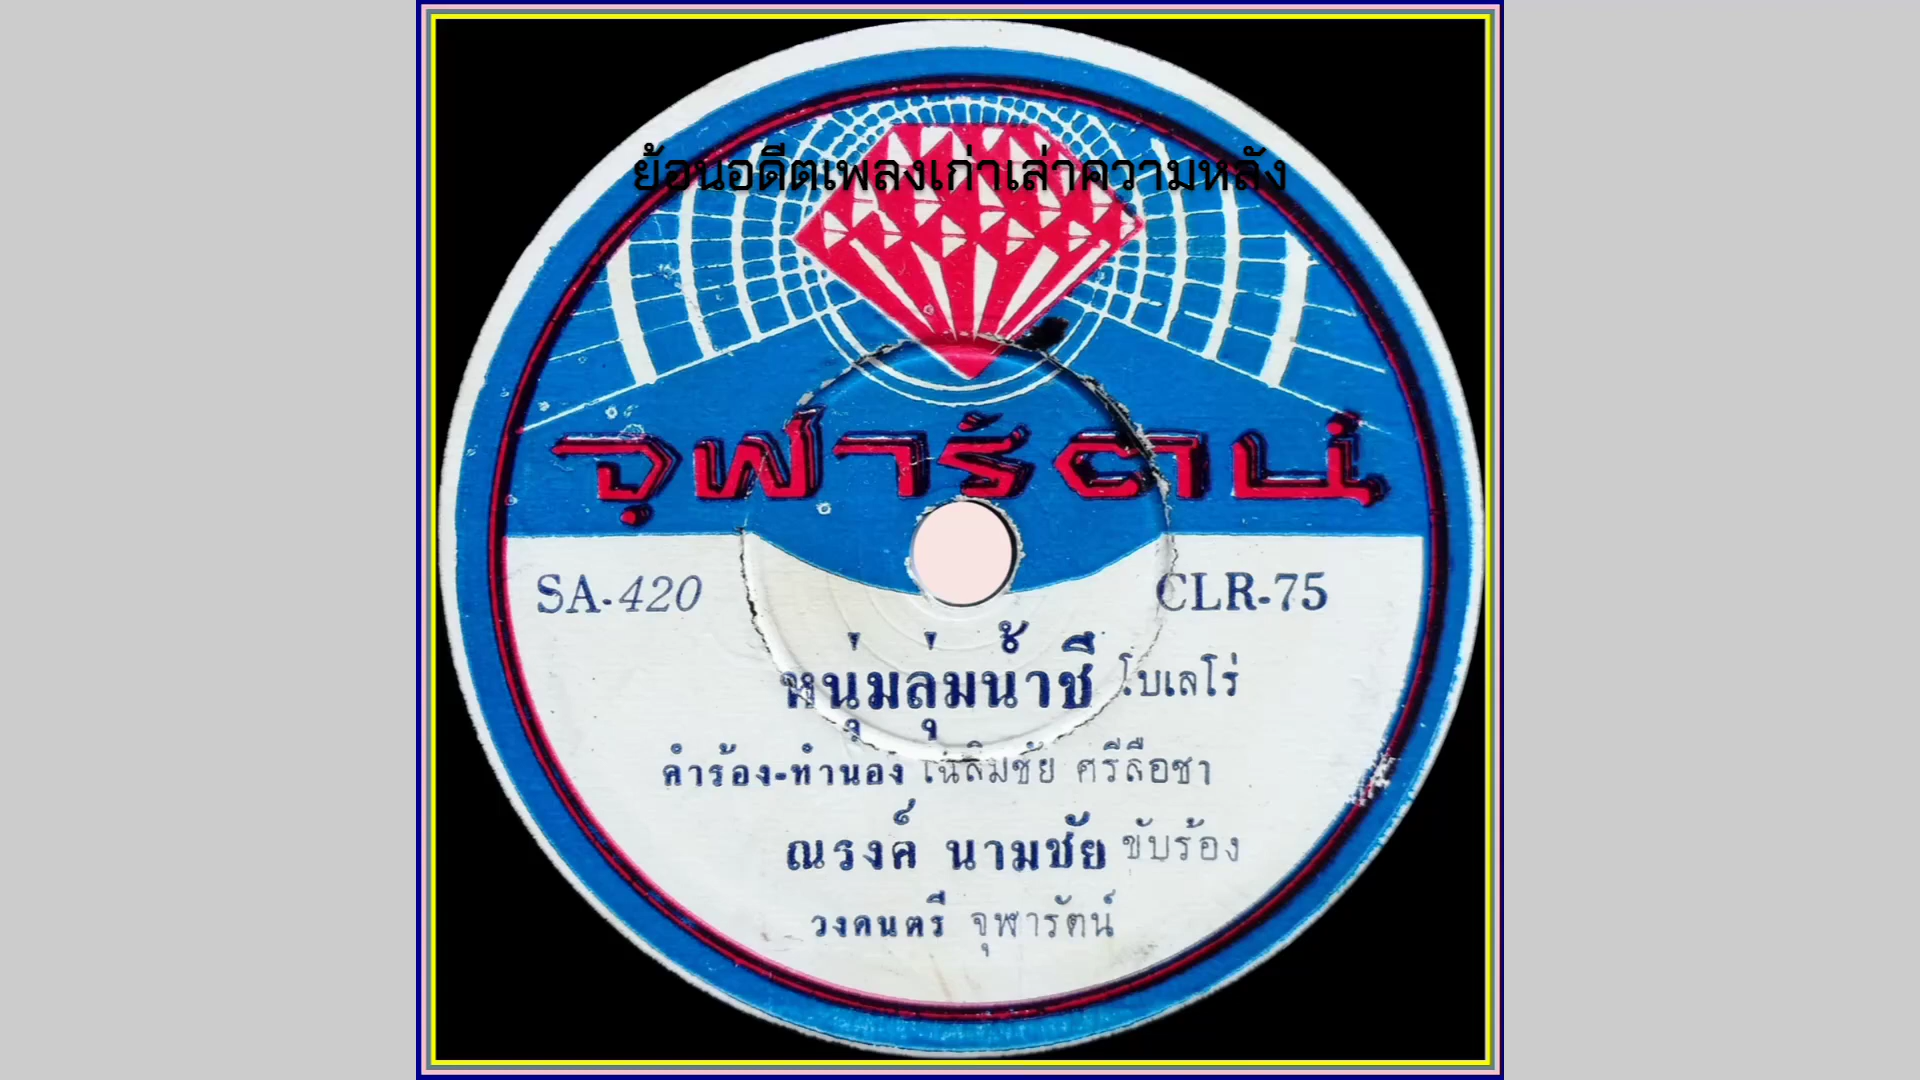 ย้อนอดีตเพลงเก่าเล่าความหลัง
จุฬารัตน์
SA-420 CLR-75
หนุ่มลุ่มน้ำชี โบเลโร่
คำร้อง-ทำนอง เฉลิมชัย ศรีลือชา
ณรงค์ นามชัย ขับร้อง
วงดนตรี จุฬารัตน์